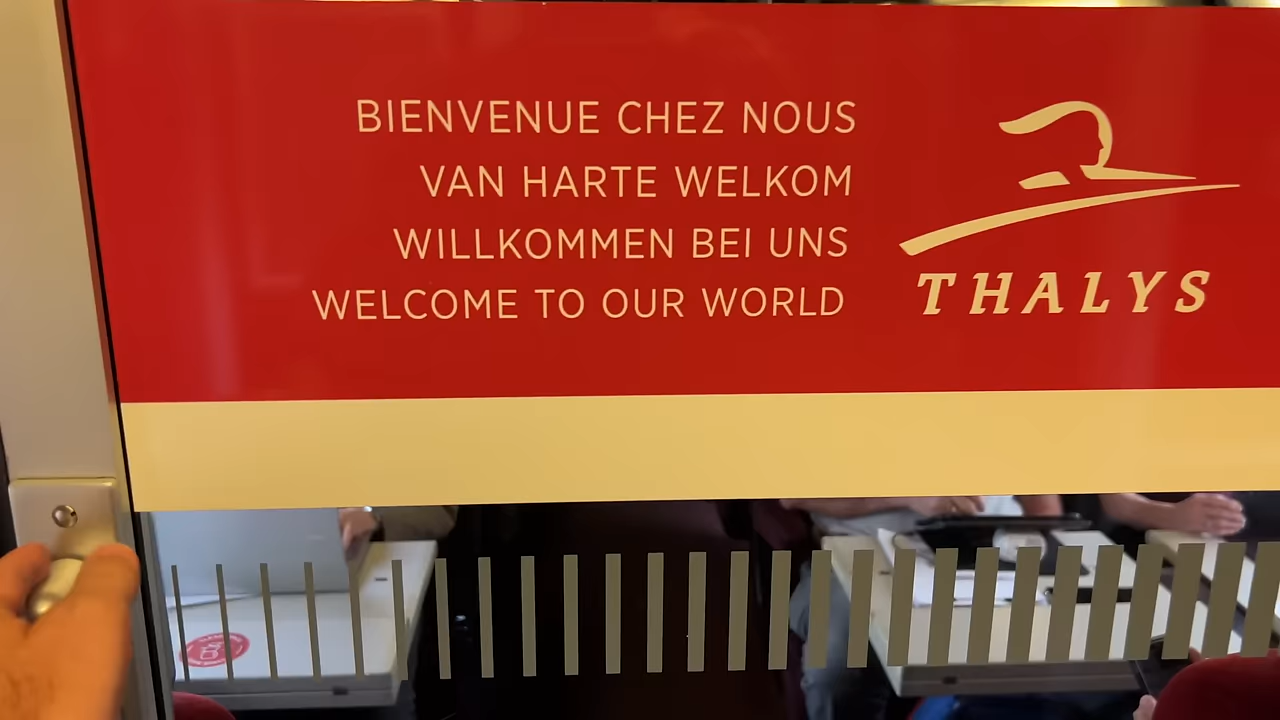 BIENVENUE CHEZ NOUS
VAN HARTE WELKOM
WILLKOMMEN BEI UNS
WELCOME TO OUR WORLD
THALYS